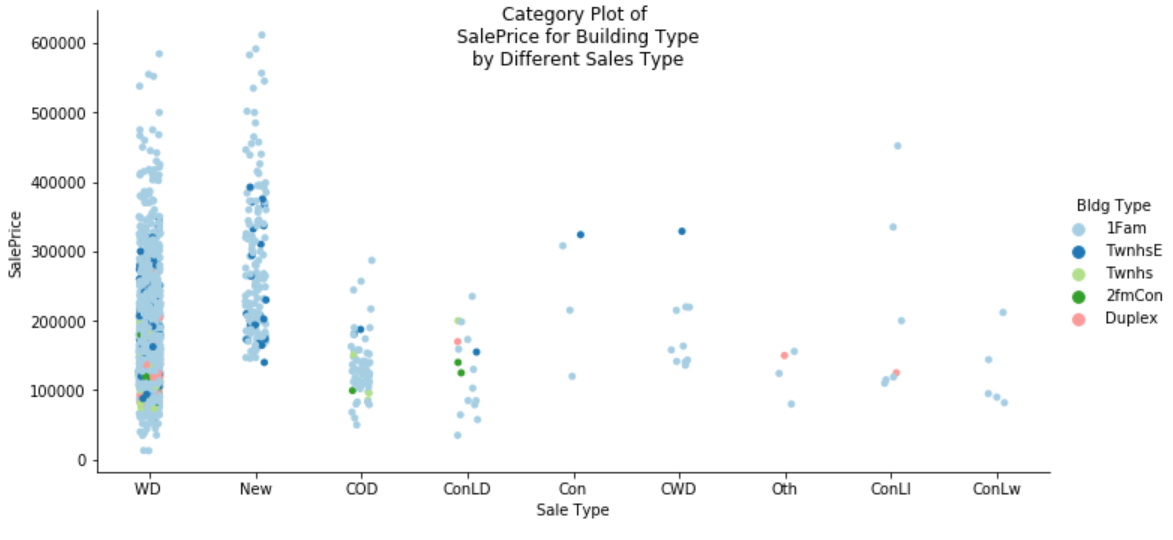 Category Plot of
SalePrice for Building Type
by Different Sales Type
600000
500000
400000
300000
200000
100000
0
SalePrice
WD New COD ConLD Con CWD Oth ConLI ConLw
Sale Type
Bldg Type
1Fam
TwnhsE
Twnhs
2fmCon
Duplex